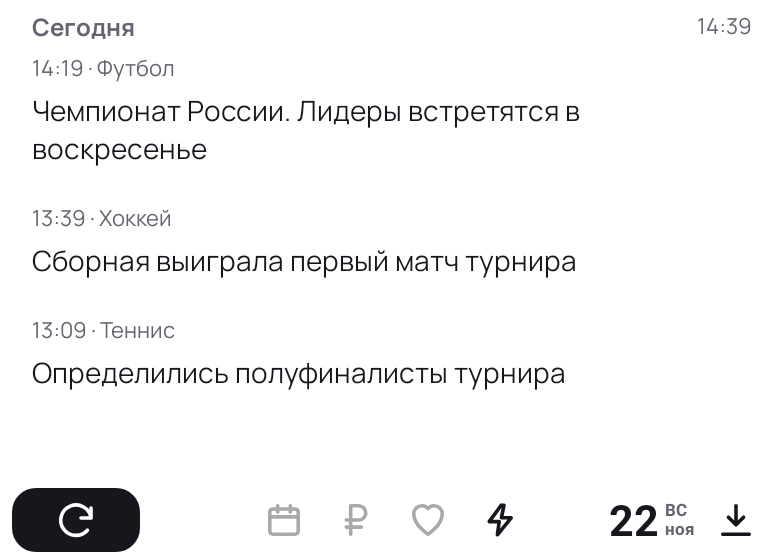 Сегодня 14:39
14:19 · Футбол
Чемпионат России. Лидеры встретятся в
воскресенье
13:39 · Хоккей
Сборная выиграла первый матч турнира
13:09 · Теннис
Определились полуфиналисты турнира
₽ 22 ВС
ноя